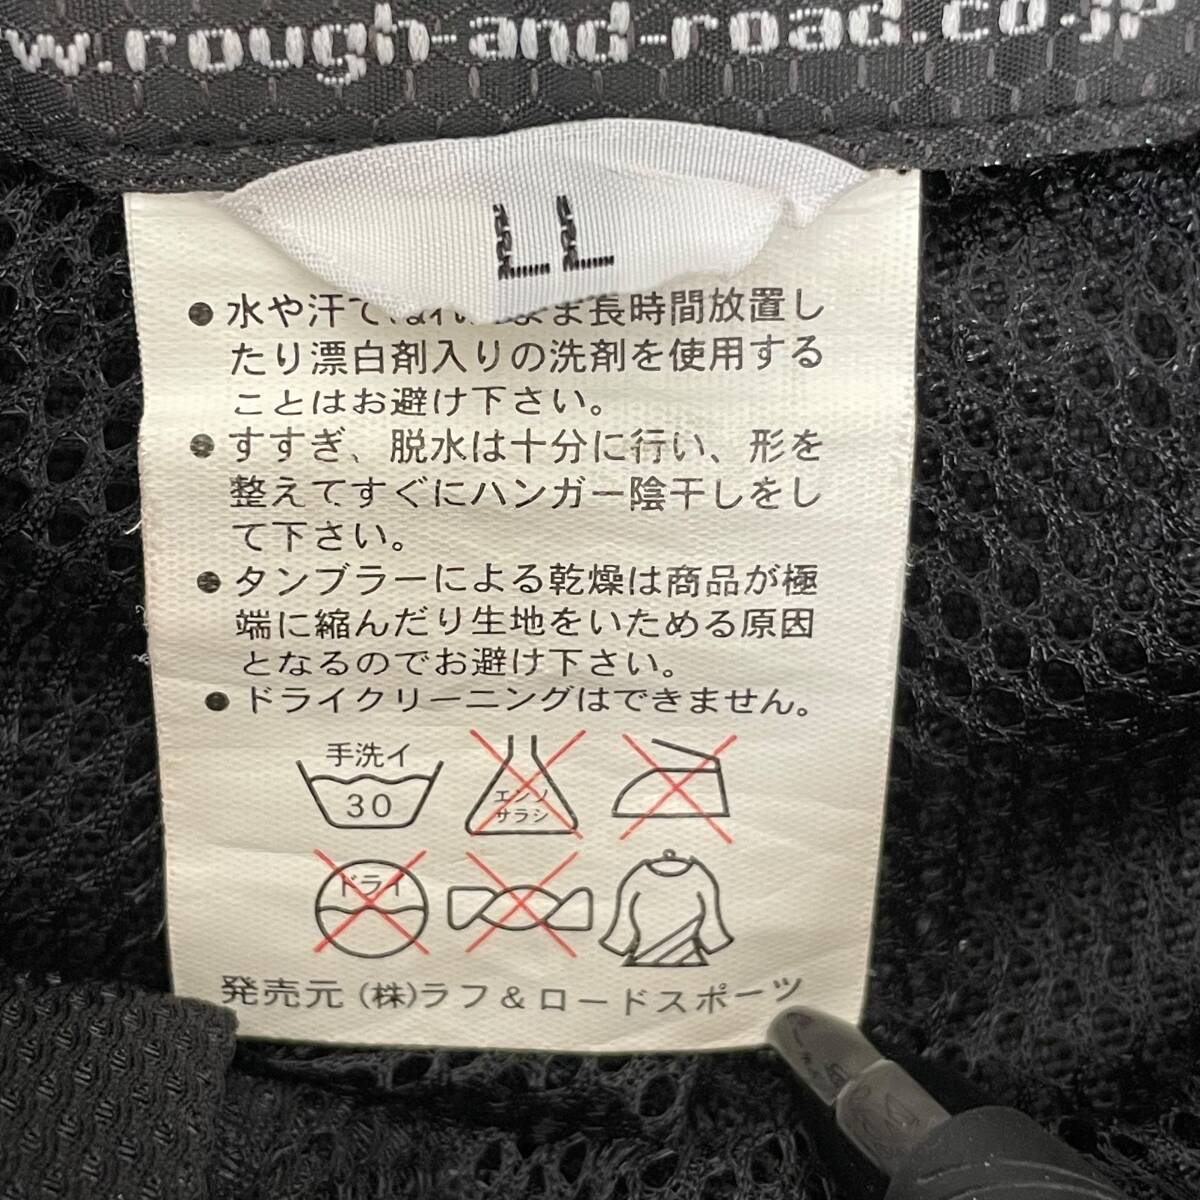 w.rough-and-road.co.jp
LL
●水や汗で 長時間放置し
たり漂白剤入りの洗剤を使用する
ことはお避け下さい。
●すすぎ、脱水は十分に行い、形を
整えてすぐにハンガー陰干しをし
て下さい。
●タンブラーによる乾燥は商品が極
端に縮んだり生地をいためる原因
となるのでお避け下さい。
●ドライクリーニングはできません。
手洗イ
30
エンソ
サラシ
ドライ
発売元(株)ラフ&ロードスポーツ